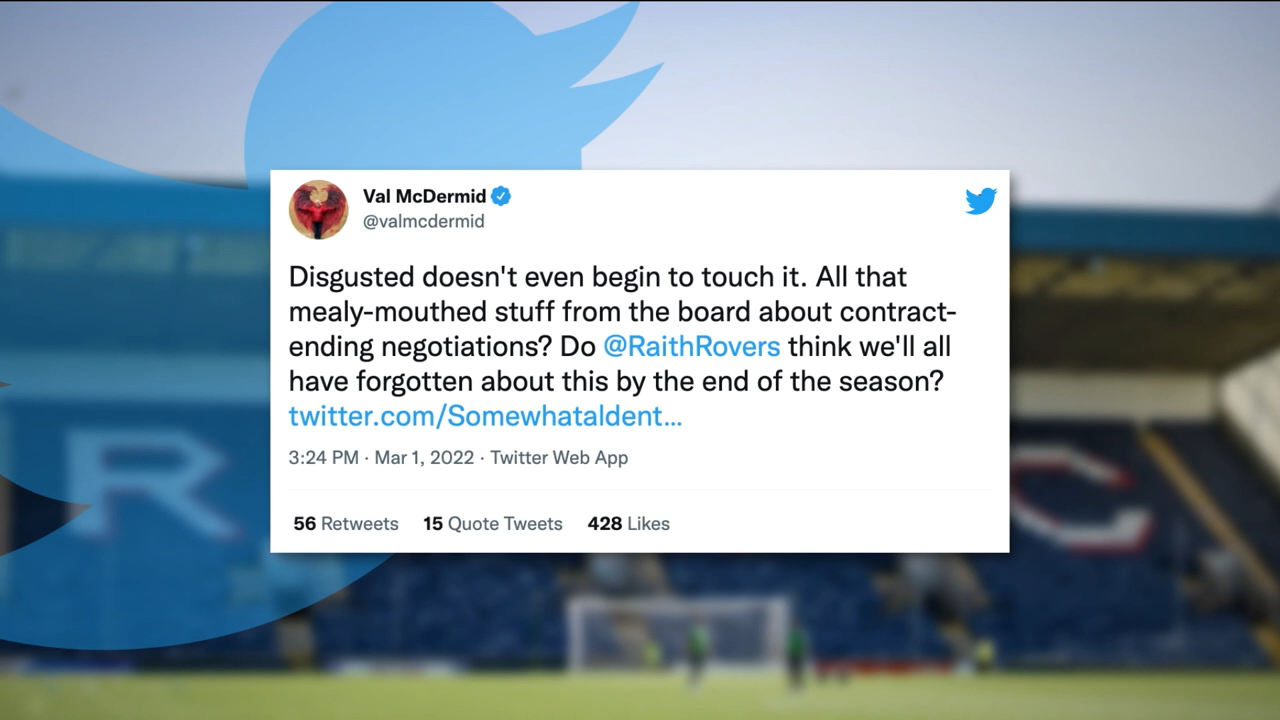 Val McDermid
@valmcdermid
Disgusted doesn't even begin to touch it. All that
mealy-mouthed stuff from the board about contract-
ending negotiations? Do @RaithRovers think we'll all
have forgotten about this by the end of the season?
twitter.com/Somewhataldent...
3:24 PM · Mar 1, 2022 · Twitter Web App
56 Retweets 15 Quote Tweets 428 Likes
R C